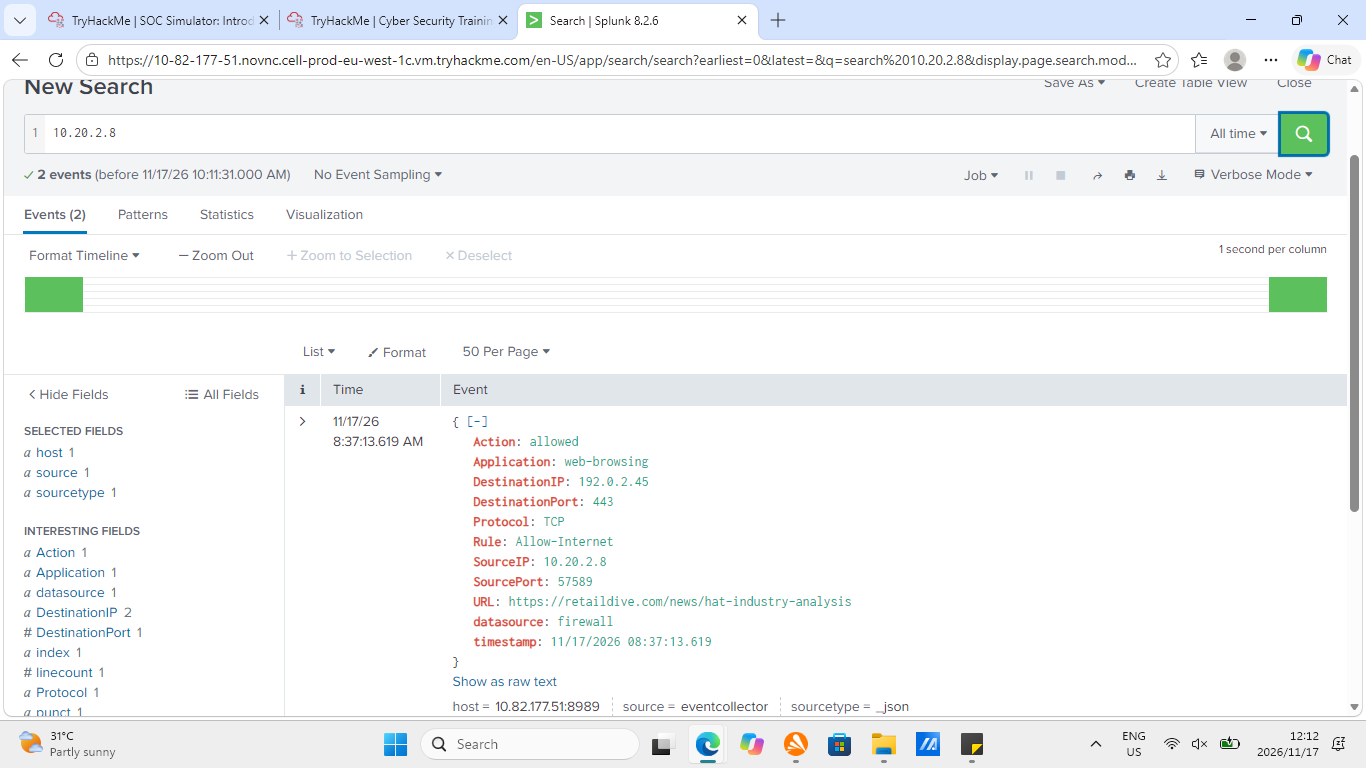 TryHackMe | SOC Simulator: Introd
TryHackMe | Cyber Security Trainin
Search | Splunk 8.2.6
https://10-82-177-51.novnc.cell-prod-eu-west-1c.vm.tryhackme.com/en-US/app/search/search?earliest=0&latest=&q=search%2010.20.2.8&display.page.search.mod...
Chat
New Search
Save As
Create Table View
Close
1 10.20.2.8
All time
2 events (before 11/17/26 10:11:31.000 AM)
No Event Sampling
Job
Verbose Mode
Events (2)
Patterns
Statistics
Visualization
Format Timeline
— Zoom Out
+ Zoom to Selection
× Deselect
1 second per column
List
Format
50 Per Page
< Hide Fields
All Fields
i
Time
Event
SELECTED FIELDS
a host 1
a source 1
a sourcetype 1
INTERESTING FIELDS
a Action 1
a Application 1
a datasource 1
a DestinationIP 2
# DestinationPort 1
a index 1
# linecount 1
a Protocol 1
a punct 1
11/17/26
8:37:13.619 AM
{ [-]
Action: allowed
Application: web-browsing
DestinationIP: 192.0.2.45
DestinationPort: 443
Protocol: TCP
Rule: Allow-Internet
SourceIP: 10.20.2.8
SourcePort: 57589
URL: https://retaildive.com/news/hat-industry-analysis
datasource: firewall
timestamp: 11/17/2026 08:37:13.619
}
Show as raw text
host = 10.82.177.51:8989
source = eventcollector
sourcetype = _json
31°C
Partly sunny
Search
ENG
US
12:12
2026/11/17